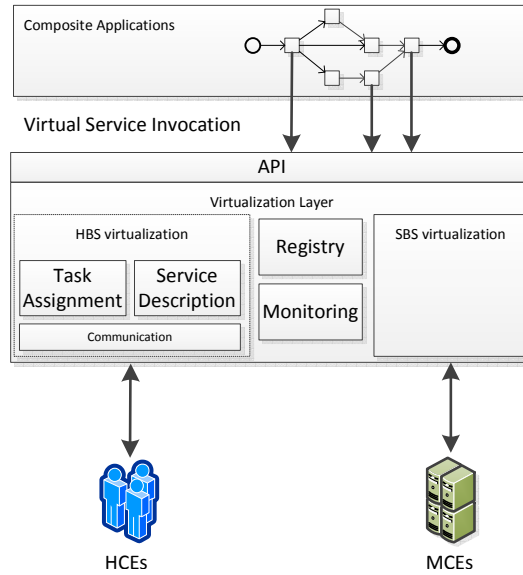 Composite Applications
Virtual Service Invocation
API
Virtualization Layer
HBS virtualization
SBS virtualization
Registry
Task
Assignment
Service
Description
Monitoring
Communication
HCEs
MCEs